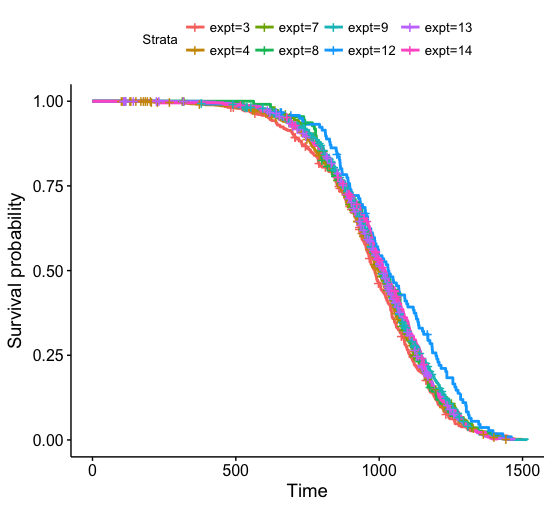 Strata expt=3 expt=7 expt=9 expt=13
expt=4 expt=8 expt=12 expt=14
1.00
0.75
0.50
0.25
0.00
Survival probability
0 500 1000 1500
Time